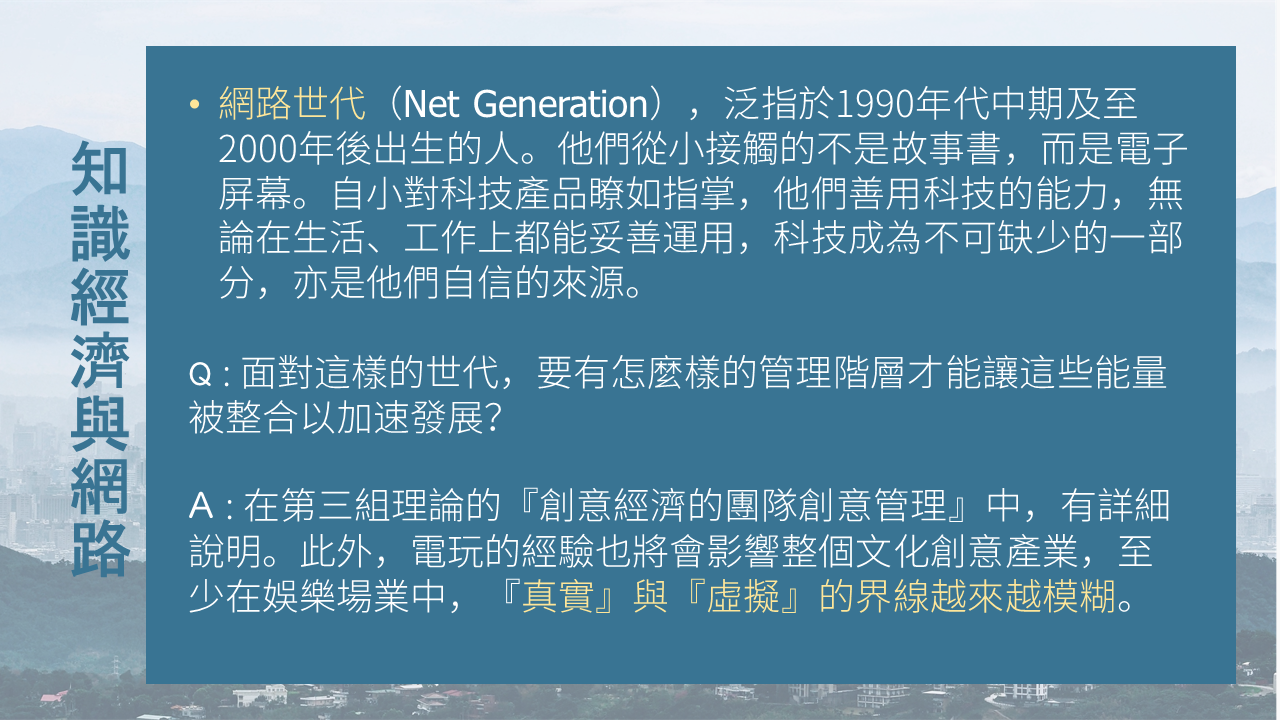 知識經濟與網路
• 網路世代（Net Generation），泛指於1990年代中期及至
2000年後出生的人。他們從小接觸的不是故事書，而是電子
屏幕。自小對科技產品瞭如指掌，他們善用科技的能力，無
論在生活、工作上都能妥善運用，科技成為不可缺少的一部
分，亦是他們自信的來源。
Q : 面對這樣的世代，要有怎麼樣的管理階層才能讓這些能量
被整合以加速發展?
A : 在第三組理論的『創意經濟的團隊創意管理』中，有詳細
說明。此外，電玩的經驗也將會影響整個文化創意產業，至
少在娛樂場業中，『真實』與『虛擬』的界線越來越模糊。